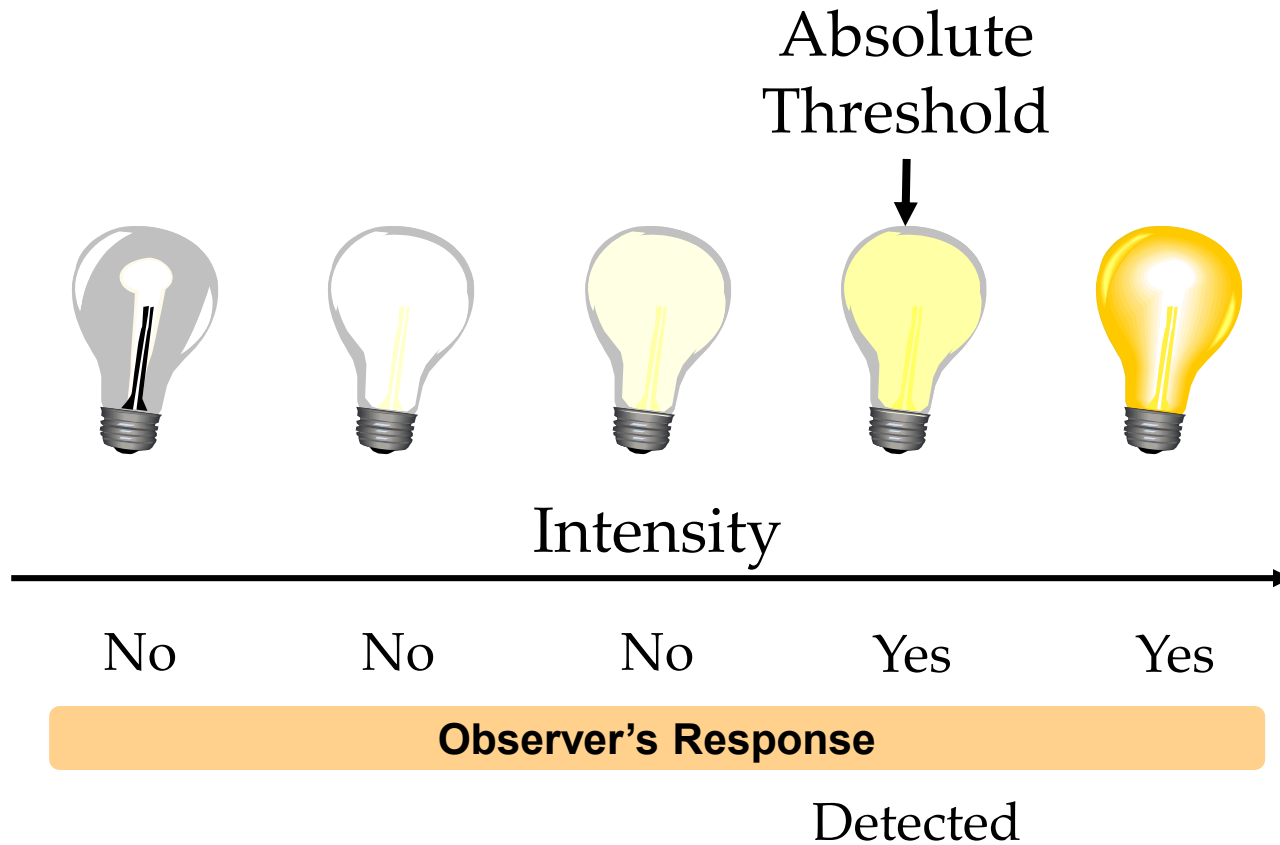 Absolute
Threshold
Intensity
No No No Yes Yes
Observer’s Response
Detected